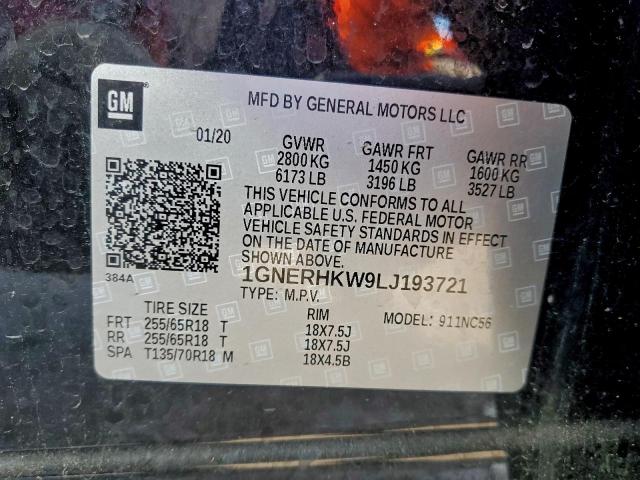 GM
MFD BY GENERAL MOTORS LLC
01/20
GVWR GAWR FRT GAWR RR
2800 KG 1450 KG 1600 KG
6173 LB 3196 LB 3527 LB
THIS VEHICLE CONFORMS TO ALL
APPLICABLE U.S. FEDERAL MOTOR
VEHICLE SAFETY STANDARDS IN EFFECT
ON THE DATE OF MANUFACTURE
SHOWN ABOVE.
384A
1GNERHKW9LJ193721
TYPE: M.P.V.
TIRE SIZE RIM MODEL: 911NC56
FRT 255/65R18 T 18X7.5J
RR 255/65R18 T 18X7.5J
SPA T135/70R18 M 18X4.5B